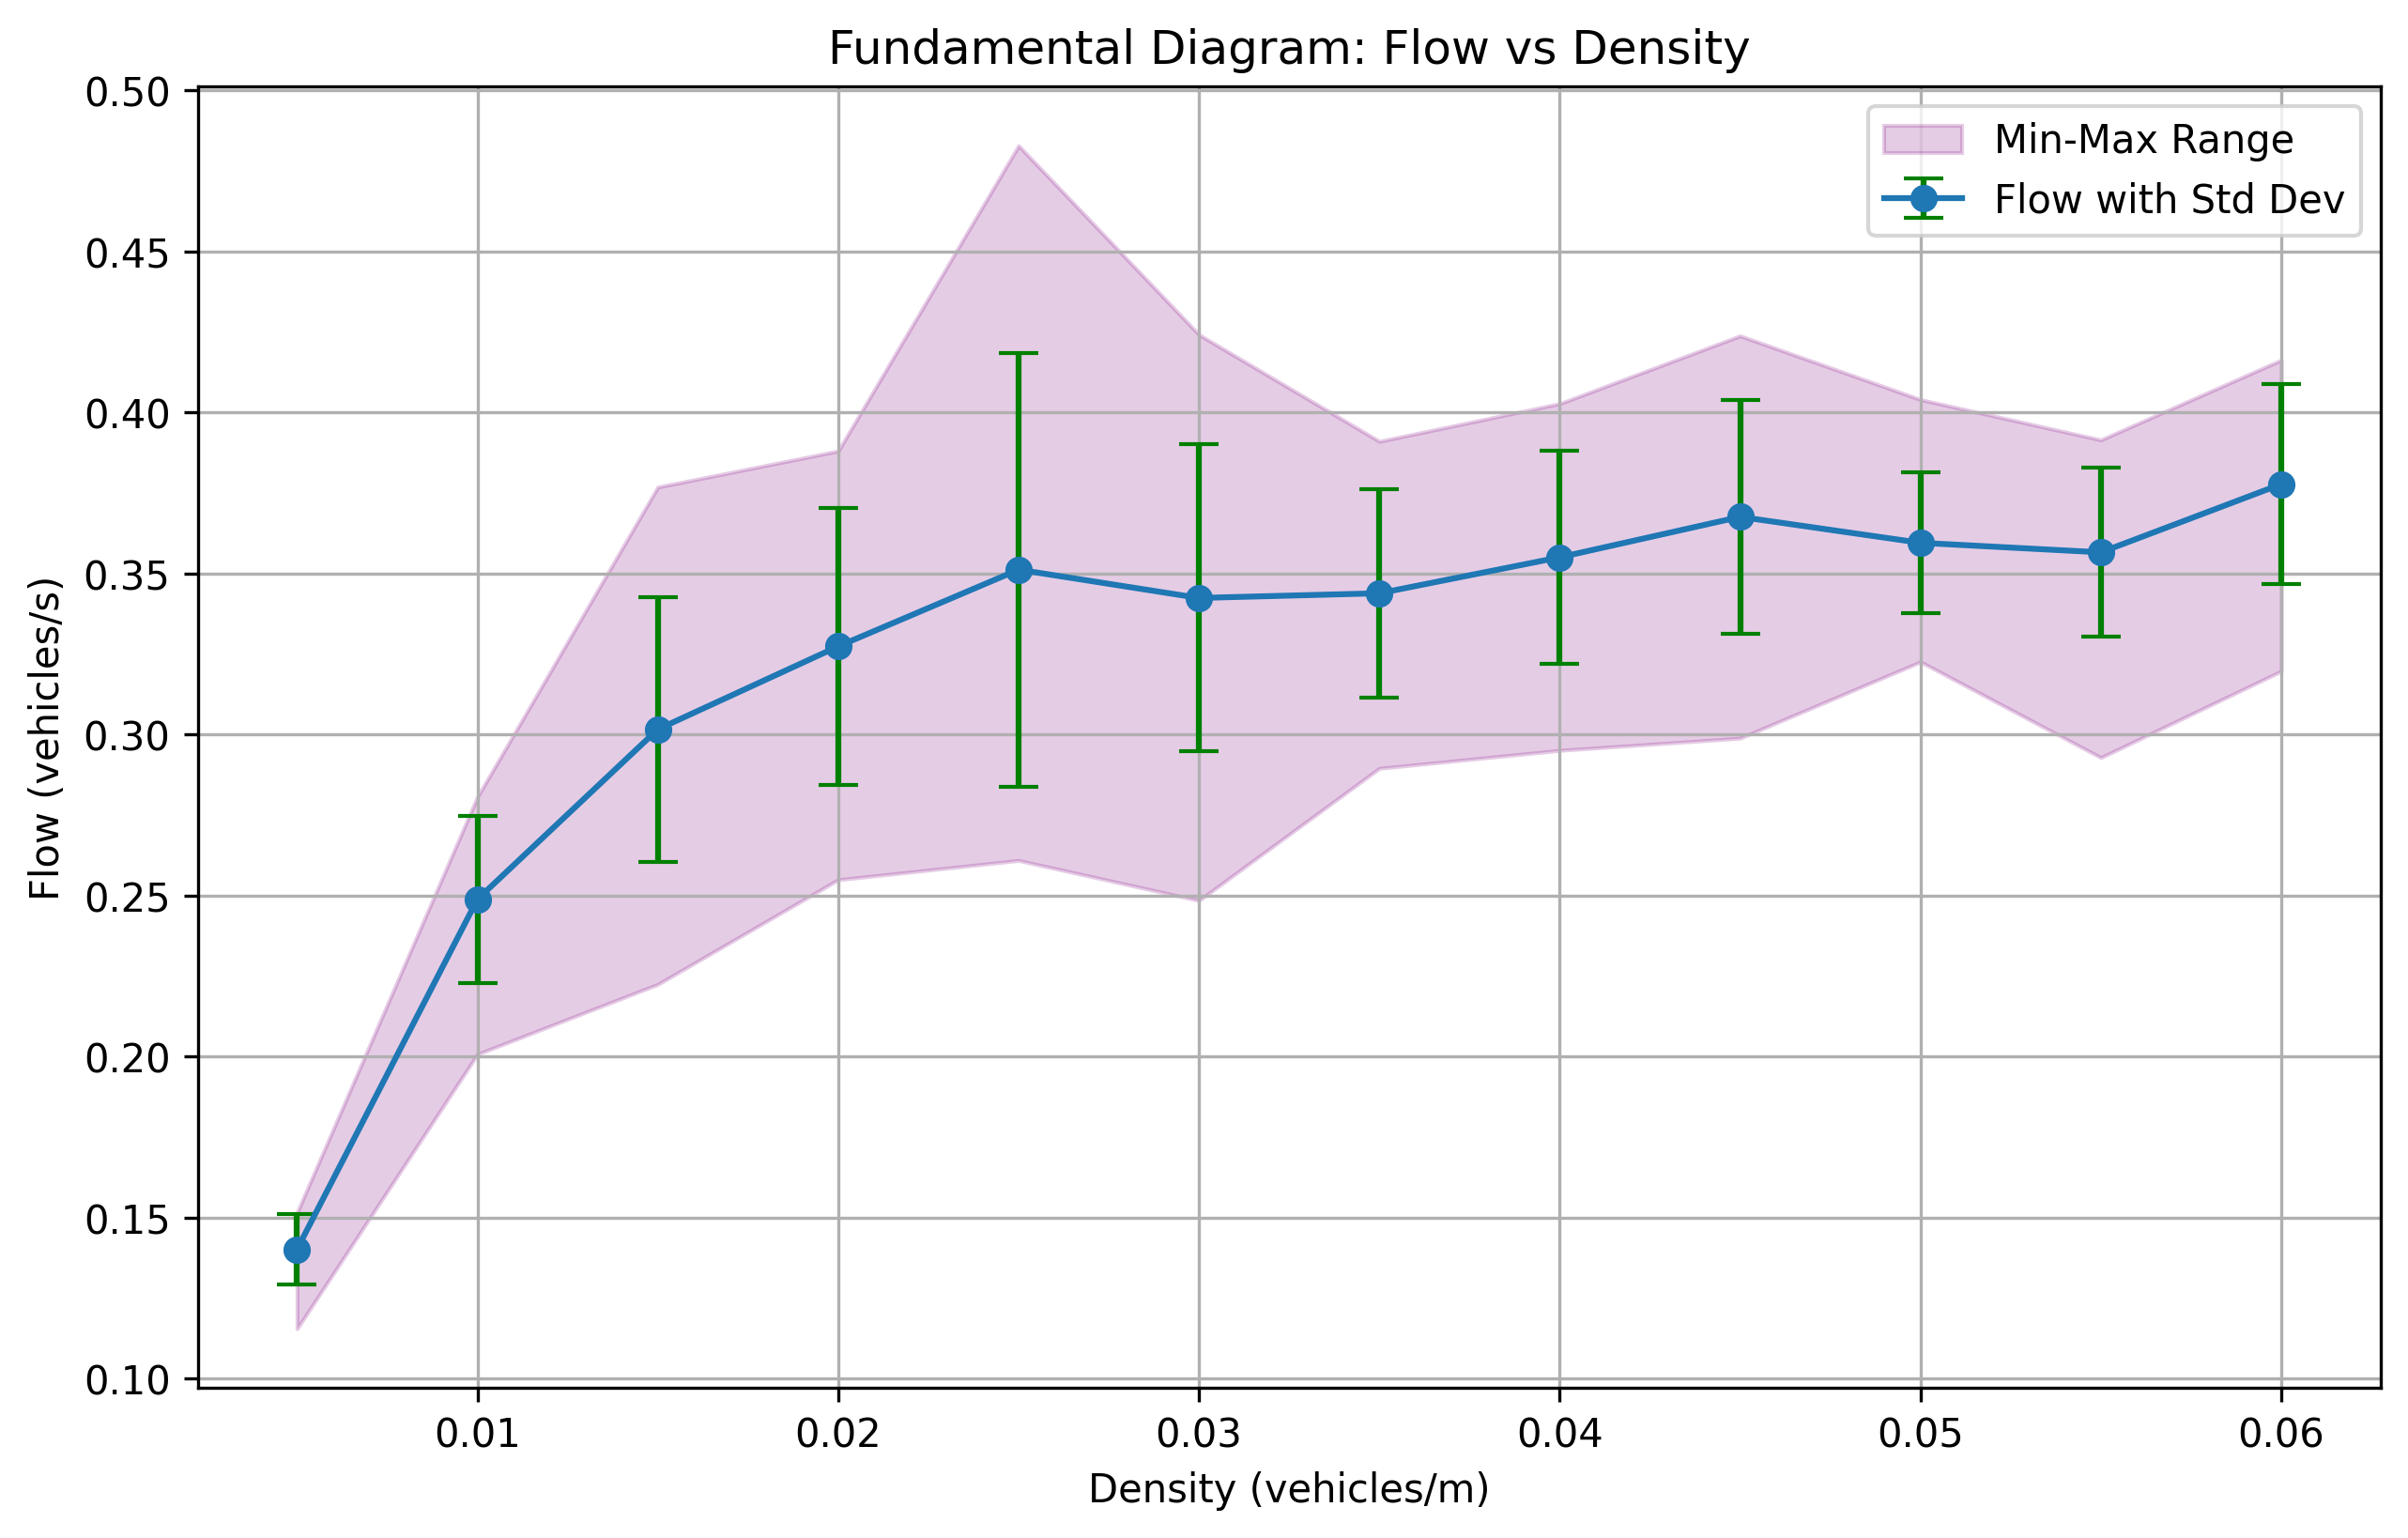 Fundamental Diagram: Flow vs Density
Min-Max Range
Flow with Std Dev
Flow (vehicles/s)
0.50
0.45
0.40
0.35
0.30
0.25
0.20
0.15
0.10
0.01 0.02 0.03 0.04 0.05 0.06
Density (vehicles/m)